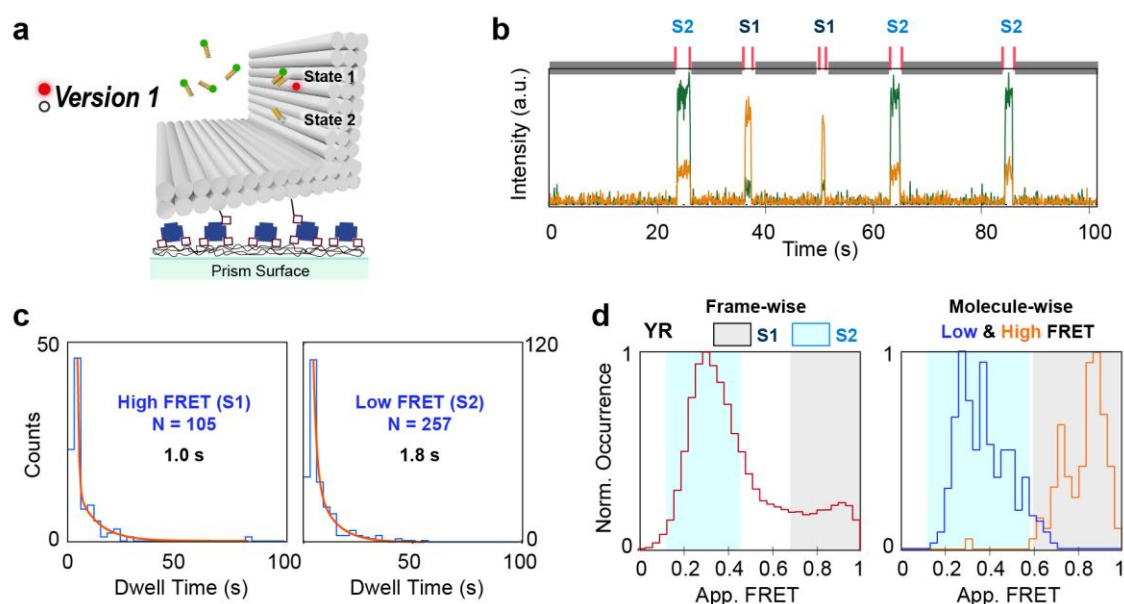 a
Version 1
State 1
State 2
Prism Surface
b
S2 S1 S1 S2 S2
Intensity (a.u.)
0 20 40 60 80 100
Time (s)
c
50
0
Counts
High FRET (S1)
N = 105
1.0 s
0 50 100
Dwell Time (s)
120
0
Low FRET (S2)
N = 257
1.8 s
0 50 100
Dwell Time (s)
d
Frame-wise
YR S1 S2
1
0
Norm. Occurrence
0 0.2 0.4 0.6 0.8 1
App. FRET
Molecule-wise
Low & High FRET
1
0
0 0.2 0.4 0.6 0.8 1
App. FRET